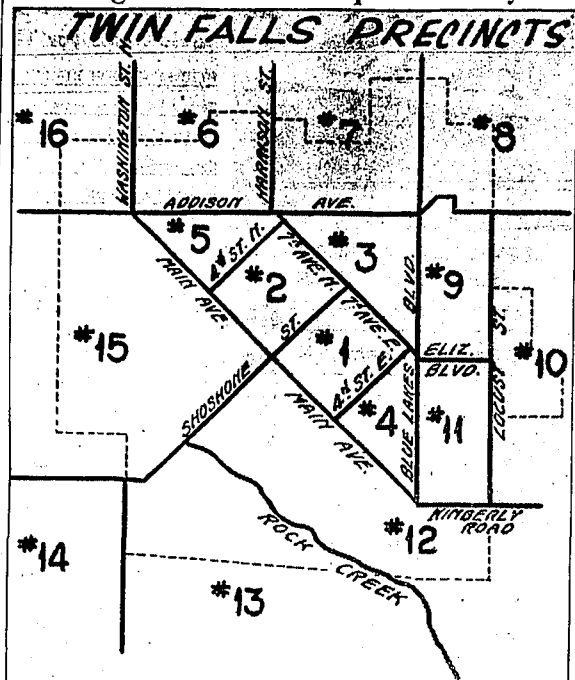 TWIN FALLS PRECINCTS
WASHINGTON ST. N.
HARRISON ST.
#16
#6
#7
#8
ADDISON AVE.
#5
4th ST. N.
7th AVE. N.
#3
BLVD.
#9
#2
MAIN AVE.
7th AVE. E.
ST.
#15
#1
ELIZ.
BLVD.
LOCUST ST.
#10
SHOSHONE
4th ST. E.
MAIN AVE.
#4
BLUE LAKES
#11
KIMBERLY
ROAD
#12
ROCK CREEK
#14
#13